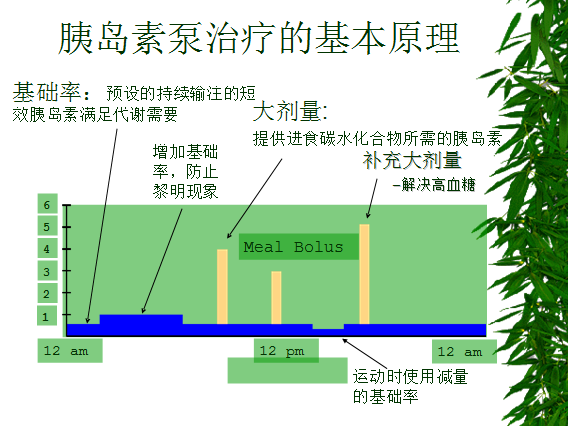 胰岛素泵治疗的基本原理
基础率：预设的持续输注的短
效胰岛素满足代谢需要
大剂量:
提供进食碳水化合物所需的胰岛素
增加基础
率，防止
黎明现象
补充大剂量
–解决高血糖
6
5
4
3
2
1
Meal Bolus
12 am
12 pm
12 am
运动时使用减量
的基础率